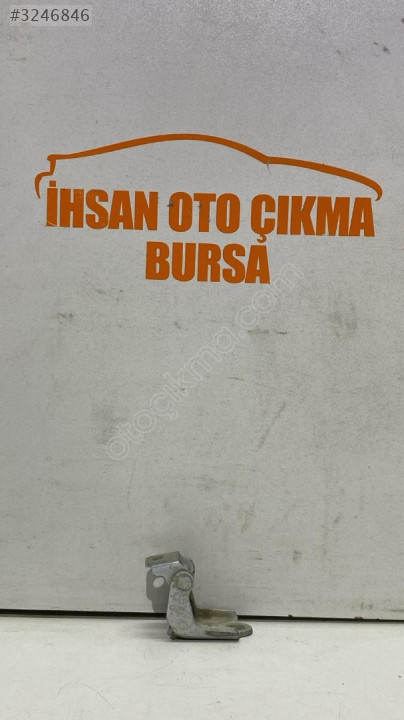 #3246846
İHSAN OTO ÇIKMA
BURSA
otoçıkma.com